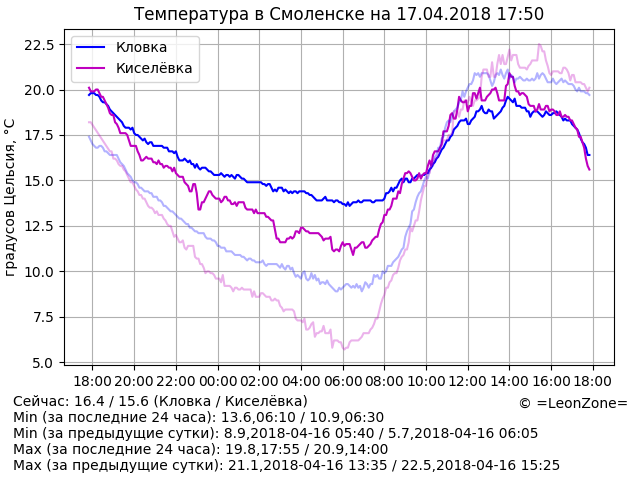 Температура в Смоленске на 17.04.2018 17:50
22.5
20.0
17.5
15.0
12.5
10.0
7.5
5.0
градусов Цельсия, °C
Кловка
Киселёвка
18:00 20:00 22:00 00:00 02:00 04:00 06:00 08:00 10:00 12:00 14:00 16:00 18:00
Сейчас: 16.4 / 15.6 (Кловка / Киселёвка)
© =LeonZone=
Min (за последние 24 часа): 13.6,06:10 / 10.9,06:30
Min (за предыдущие сутки): 8.9,2018-04-16 05:40 / 5.7,2018-04-16 06:05
Max (за последние 24 часа): 19.8,17:55 / 20.9,14:00
Max (за предыдущие сутки): 21.1,2018-04-16 13:35 / 22.5,2018-04-16 15:25